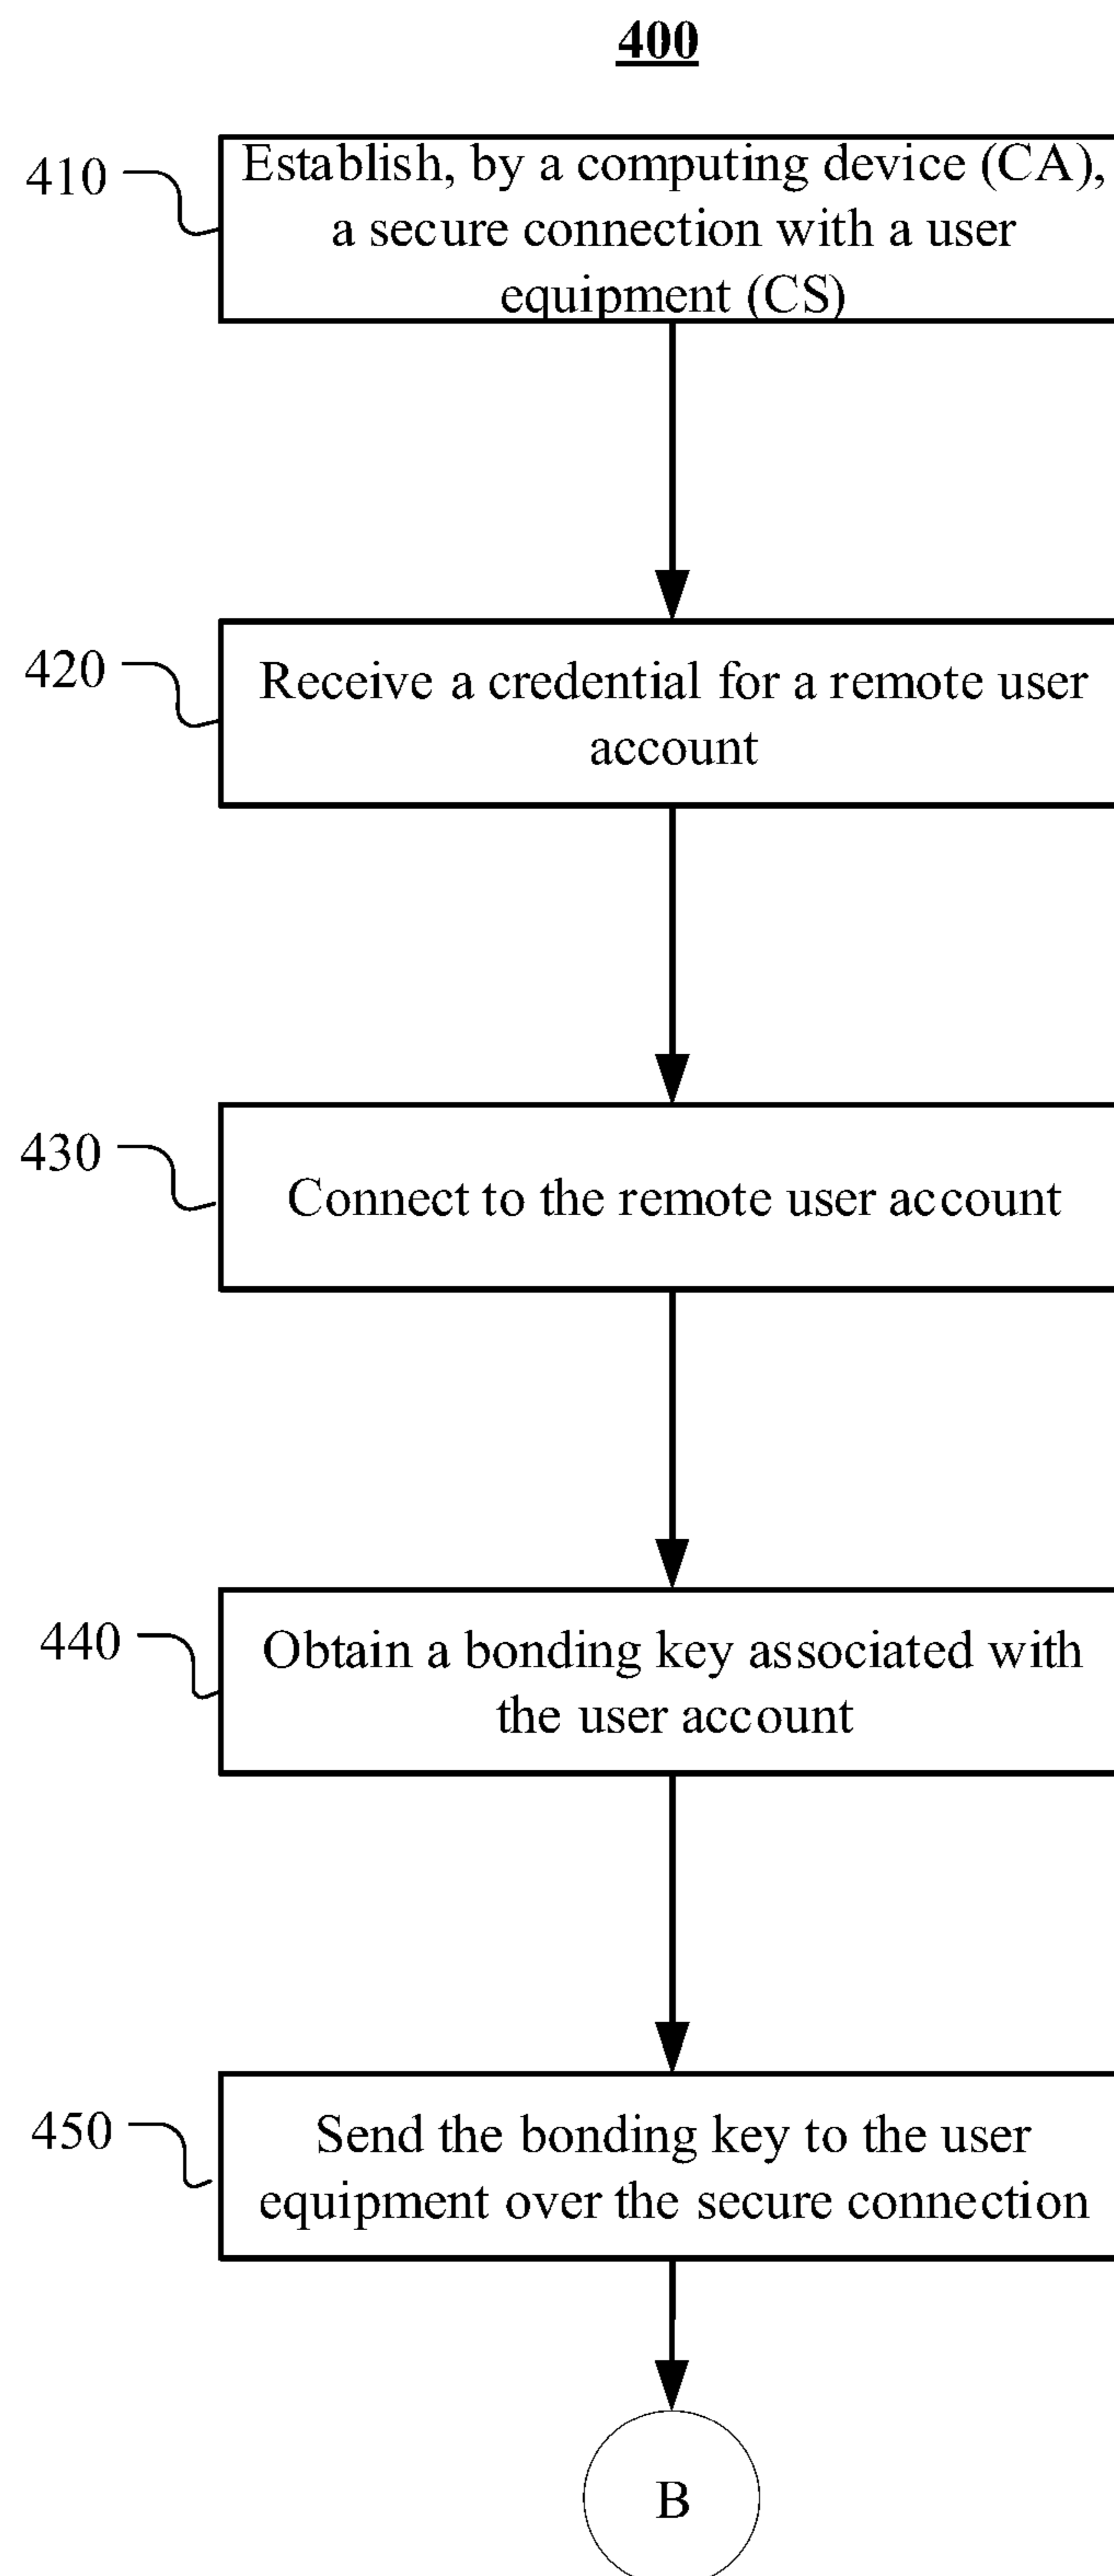 400
410
Establish, by a computing device (CA),
a secure connection with a user
equipment (CS)
420
Receive a credential for a remote user
account
430
Connect to the remote user account
440
Obtain a bonding key associated with
the user account
450
Send the bonding key to the user
equipment over the secure connection
B